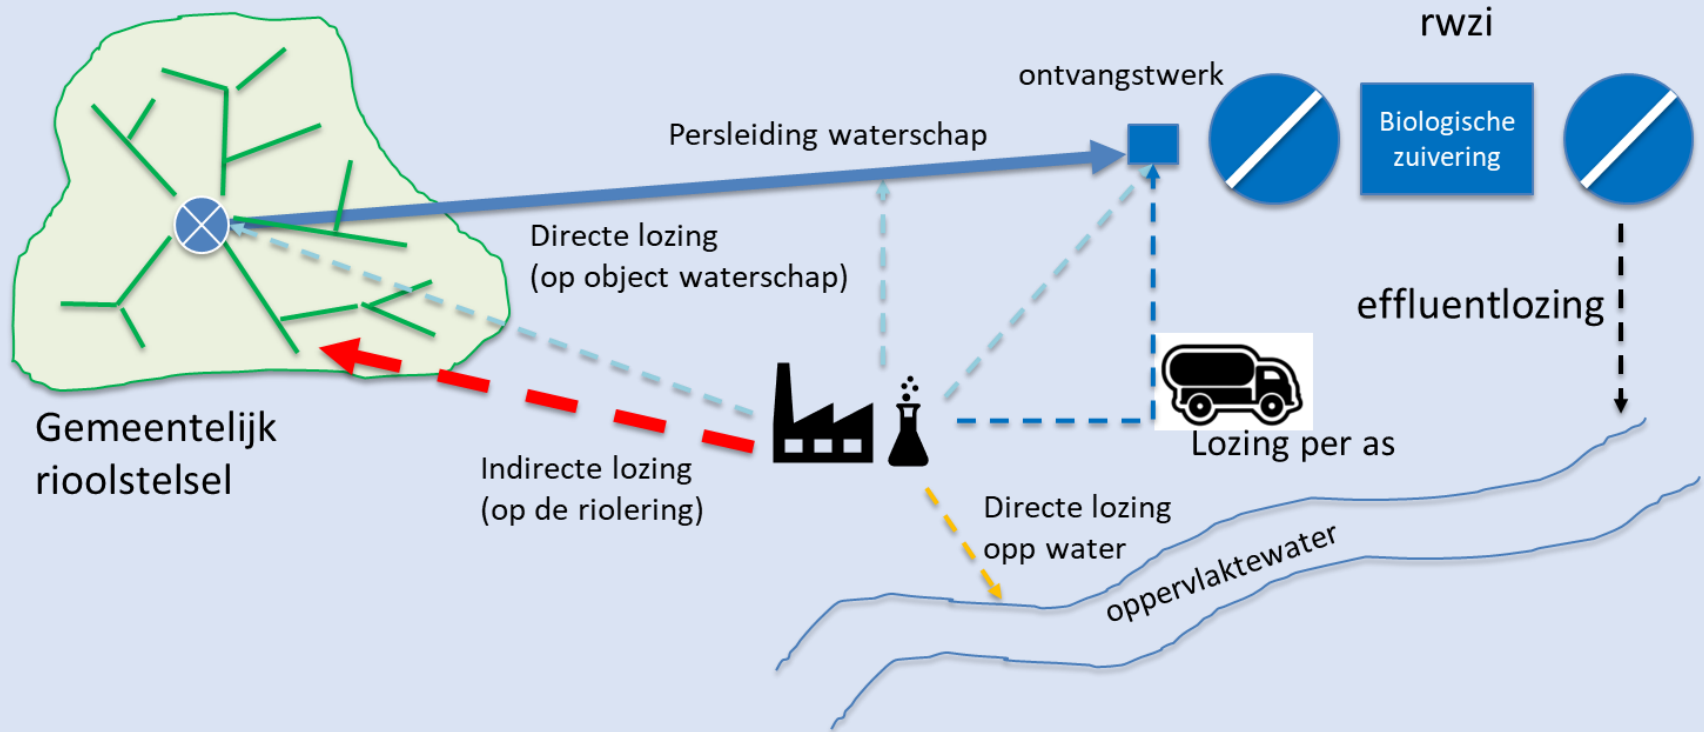 rwzi
ontvangstwerk
Persleiding waterschap
Biologische
zuivering
Directe lozing
(op object waterschap)
effluentlozing
Gemeentelijk
rioolstelsel
Indirecte lozing
(op de riolering)
Lozing per as
Directe lozing
opp water
oppervlaktewater